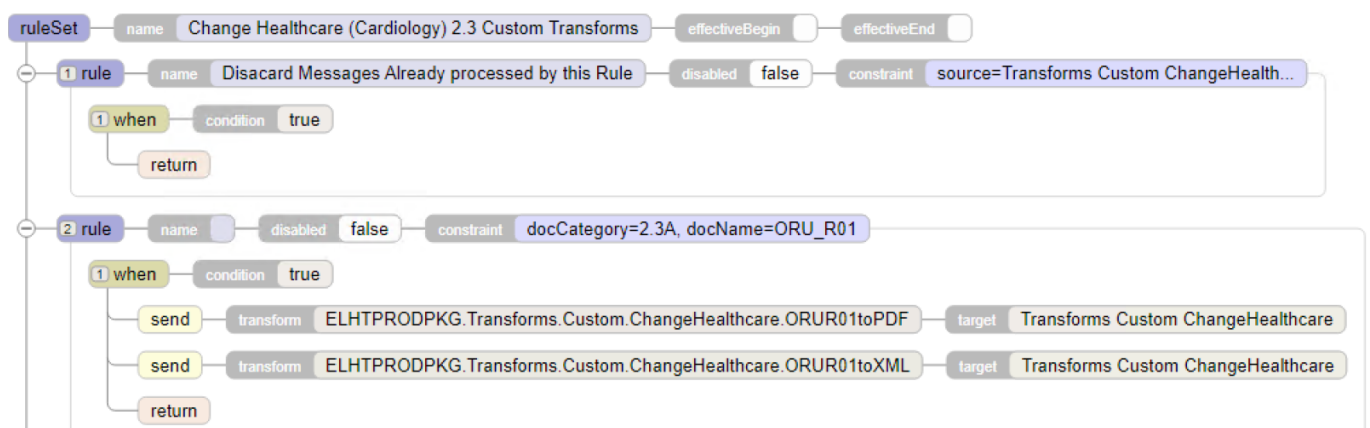 ruleSet name Change Healthcare (Cardiology) 2.3 Custom Transforms effectiveBegin effectiveEnd
1 rule name Disacard Messages Already processed by this Rule disabled false constraint source=Transforms Custom ChangeHealth...
1 when condition true
return
2 rule name disabled false constraint docCategory=2.3A, docName=ORU_R01
1 when condition true
send transform ELHTPRODPKG.Transforms.Custom.ChangeHealthcare.ORUR01toPDF target Transforms Custom ChangeHealthcare
send transform ELHTPRODPKG.Transforms.Custom.ChangeHealthcare.ORUR01toXML target Transforms Custom ChangeHealthcare
return